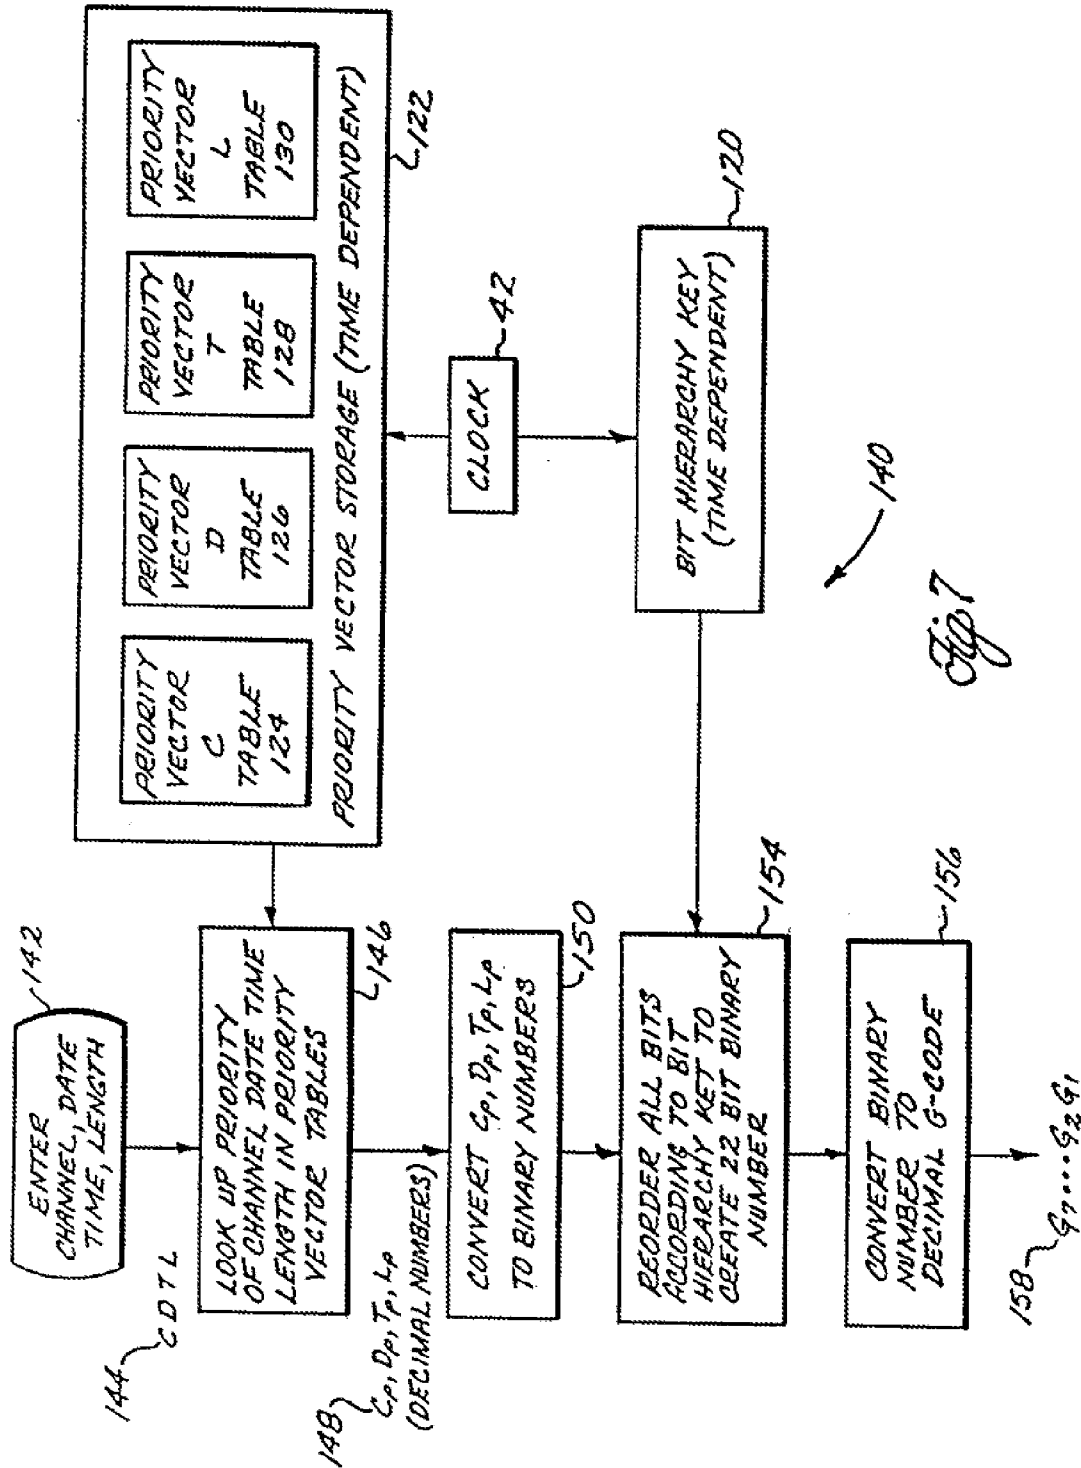 ENTER
CHANNEL, DATE
TIME, LENGTH
142
144
C D T L
LOOK UP PRIORITY
OF CHANNEL DATE TIME
LENGTH IN PRIORITY
VECTOR TABLES
146
148
Cp, Dp, Tp, Lp
(DECIMAL NUMBERS)
CONVERT Cp, Dp, Tp, Lp
TO BINARY NUMBERS
150
REORDER ALL BITS
ACCORDING TO BIT
HIERARCHY KET TO
CREATE 22 BIT BINARY
NUMBER
154
CONVERT BINARY
NUMBER TO
DECIMAL G-CODE
156
158
G7...G2G1
PRIORITY
VECTOR
C
TABLE
124
PRIORITY
VECTOR
D
TABLE
126
PRIORITY
VECTOR
T
TABLE
128
PRIORITY
VECTOR
L
TABLE
130
PRIORITY VECTOR STORAGE (TIME DEPENDENT)
122
CLOCK
42
BIT HIERARCHY KEY
(TIME DEPENDENT)
120
140
Fig. 7